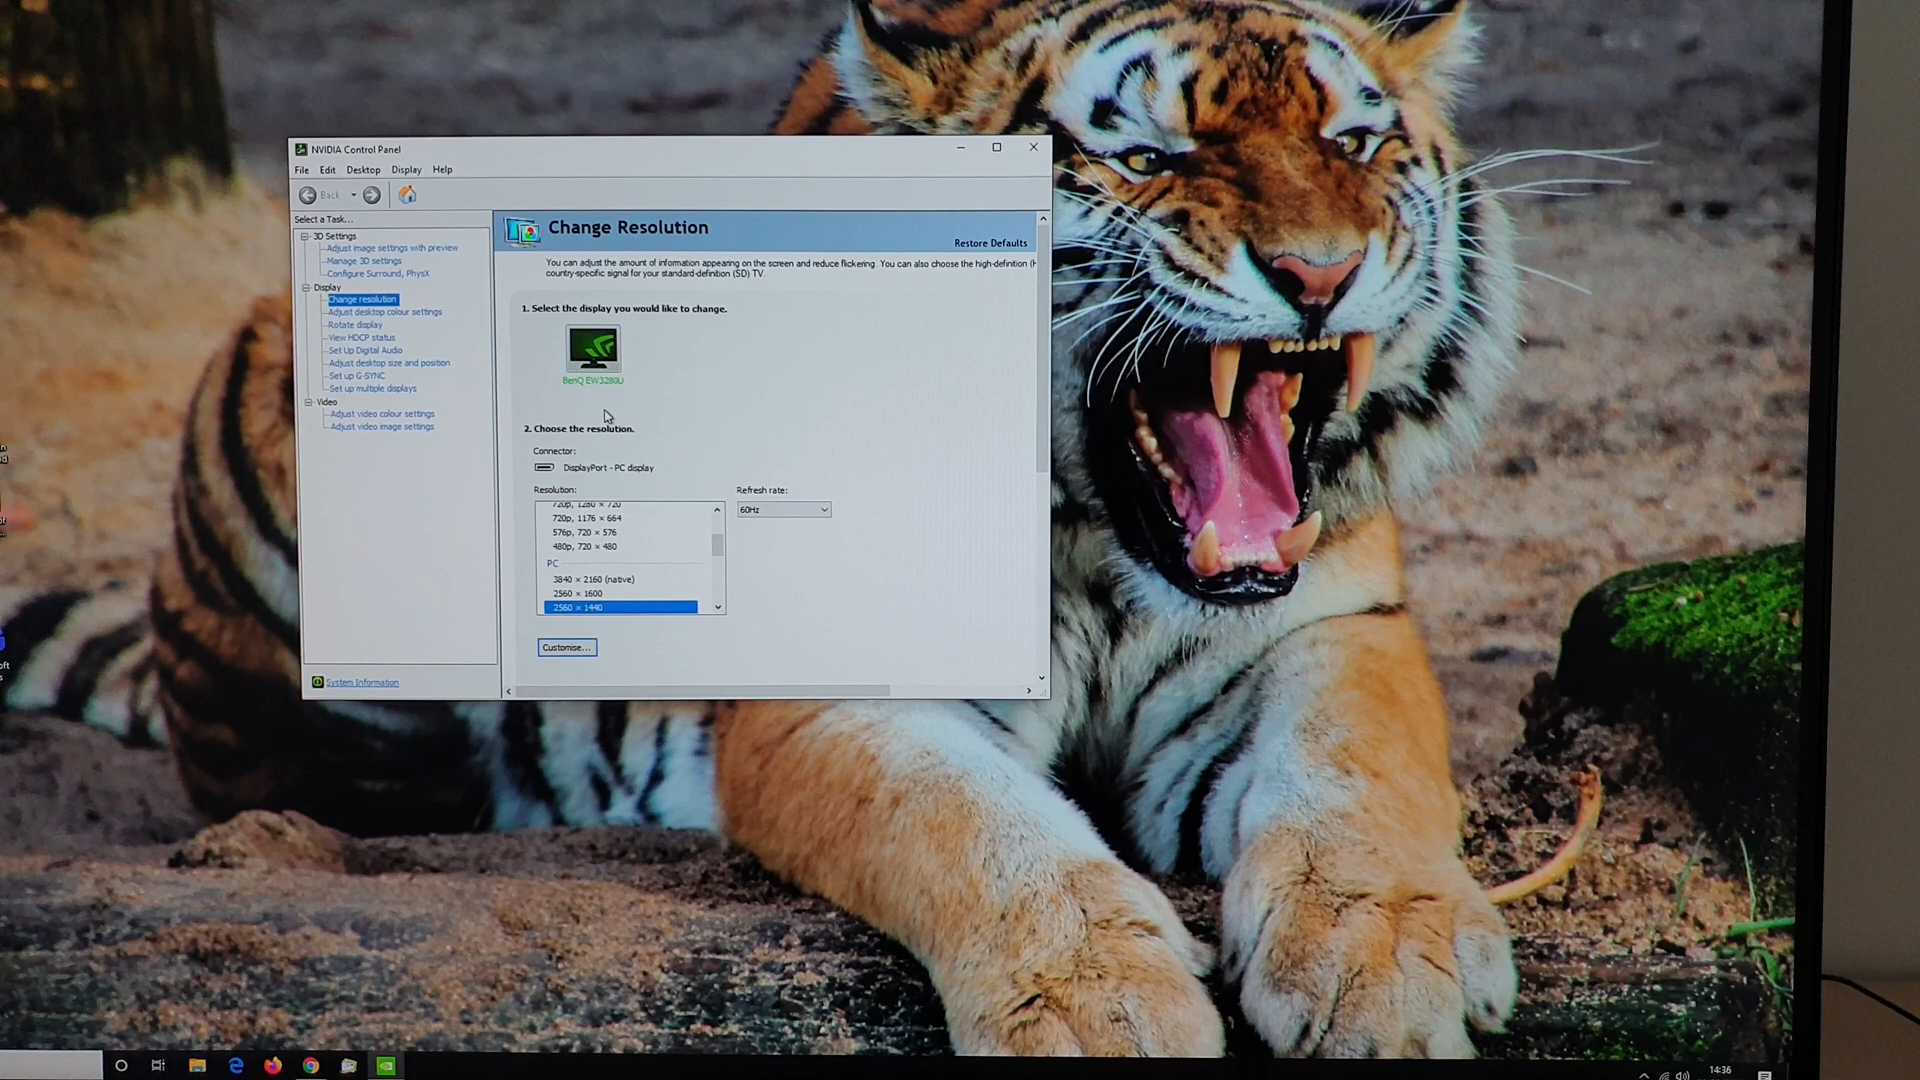 NVIDIA Control Panel
File Edit Desktop Display Help
Back
Select a Task...
3D Settings
Adjust image settings with preview
Manage 3D settings
Configure Surround, PhysX
Display
Change resolution
Adjust desktop colour settings
Rotate display
View HDCP status
Set Up Digital Audio
Adjust desktop size and position
Set up G-SYNC
Set up multiple displays
Video
Adjust video colour settings
Adjust video image settings
System Information
Change Resolution
Restore Defaults
You can adjust the amount of information appearing on the screen and reduce flickering. You can also choose the high-definition (H
country-specific signal for your standard-definition (SD) TV.
1. Select the display you would like to change.
BenQ EW3280U
2. Choose the resolution.
Connector:
DisplayPort - PC display
Resolution:
720p, 1280 × 720
720p, 1176 × 664
576p, 720 × 576
480p, 720 × 480
PC
3840 × 2160 (native)
2560 × 1600
2560 × 1440
Refresh rate:
60Hz
Customise...
14:36